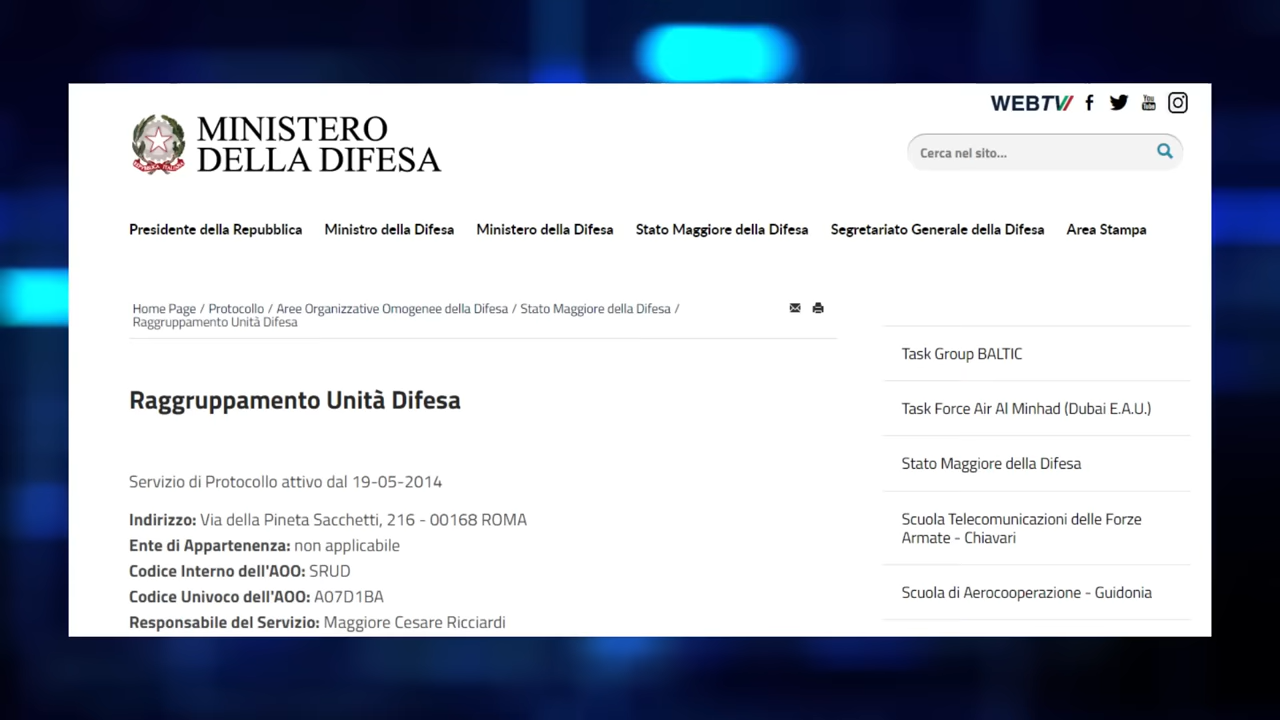 WEBTV
You Tube
MINISTERO
DELLA DIFESA
REPVBBLICA ITALIANA
Cerca nel sito...
Presidente della Repubblica Ministro della Difesa Ministero della Difesa Stato Maggiore della Difesa Segretariato Generale della Difesa Area Stampa
Home Page / Protocollo / Aree Organizzative Omogenee della Difesa / Stato Maggiore della Difesa /
Raggruppamento Unità Difesa
Raggruppamento Unità Difesa
Servizio di Protocollo attivo dal 19-05-2014
Indirizzo: Via della Pineta Sacchetti, 216 - 00168 ROMA
Ente di Appartenenza: non applicabile
Codice Interno dell'AOO: SRUD
Codice Univoco dell'AOO: A07D1BA
Responsabile del Servizio: Maggiore Cesare Ricciardi
Task Group BALTIC
Task Force Air Al Minhad (Dubai E.A.U.)
Stato Maggiore della Difesa
Scuola Telecomunicazioni delle Forze
Armate - Chiavari
Scuola di Aerocooperazione - Guidonia